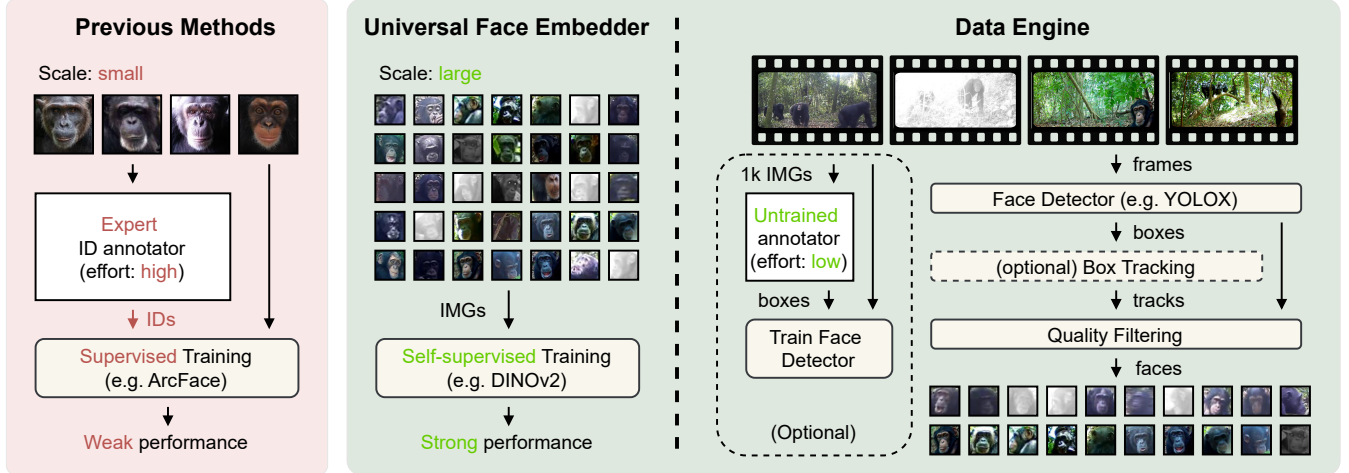 Previous Methods
Scale: small
Expert
ID annotator
(effort: high)
IDs
Supervised Training
(e.g. ArcFace)
Weak performance
Universal Face Embedder
Scale: large
IMGs
Self-supervised Training
(e.g. DINOv2)
Strong performance
Data Engine
1k IMGs
Untrained
annotator
(effort: low)
boxes
Train Face
Detector
(Optional)
frames
Face Detector (e.g. YOLOX)
boxes
(optional) Box Tracking
tracks
Quality Filtering
faces